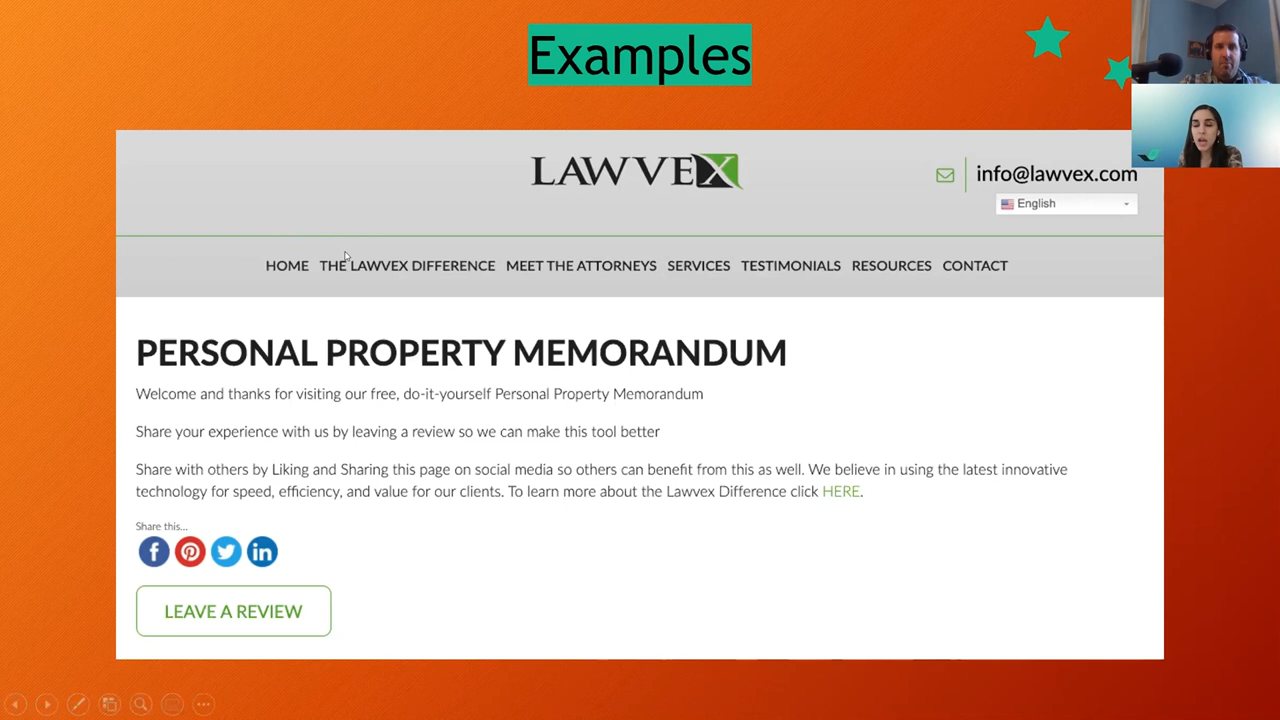 Examples
LAWVEX
info@lawvex.com
English
HOME THE LAWVEX DIFFERENCE MEET THE ATTORNEYS SERVICES TESTIMONIALS RESOURCES CONTACT
PERSONAL PROPERTY MEMORANDUM
Welcome and thanks for visiting our free, do-it-yourself Personal Property Memorandum
Share your experience with us by leaving a review so we can make this tool better
Share with others by Liking and Sharing this page on social media so others can benefit from this as well. We believe in using the latest innovative
technology for speed, efficiency, and value for our clients. To learn more about the Lawvex Difference click HERE.
Share this...
LEAVE A REVIEW